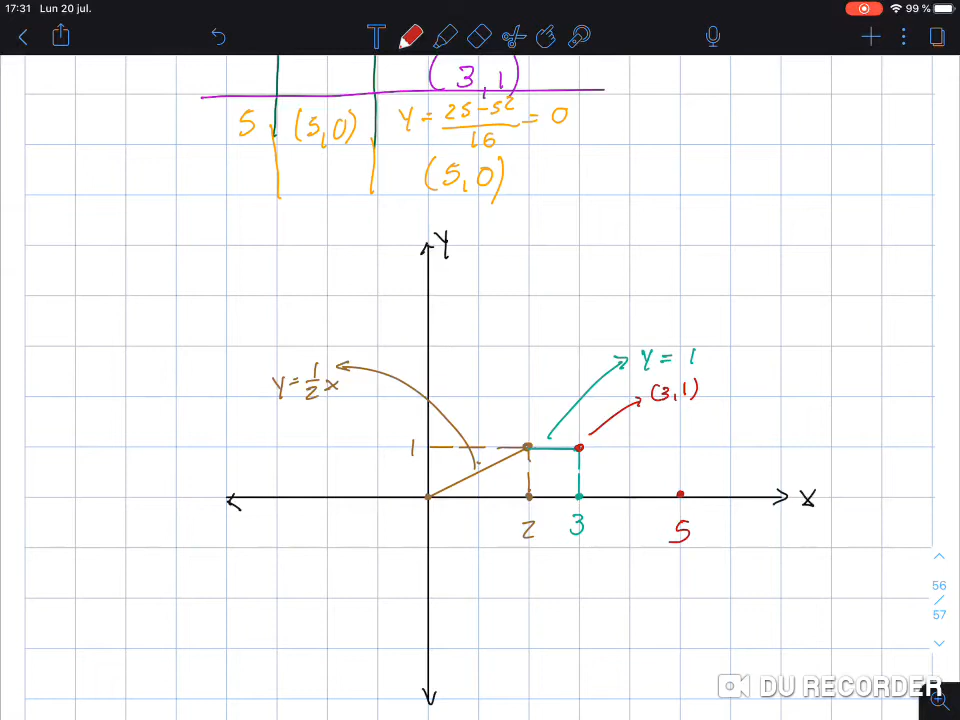 17:31 Lun 20 jul. 99 %
T
(3,1)
5 (5,0) y = 25-5² / 16 = 0
(5,0)
y
y = 1
y = 1/2 x
(3,1)
1
x
2 3 5
56
/
57
DU RECORDER